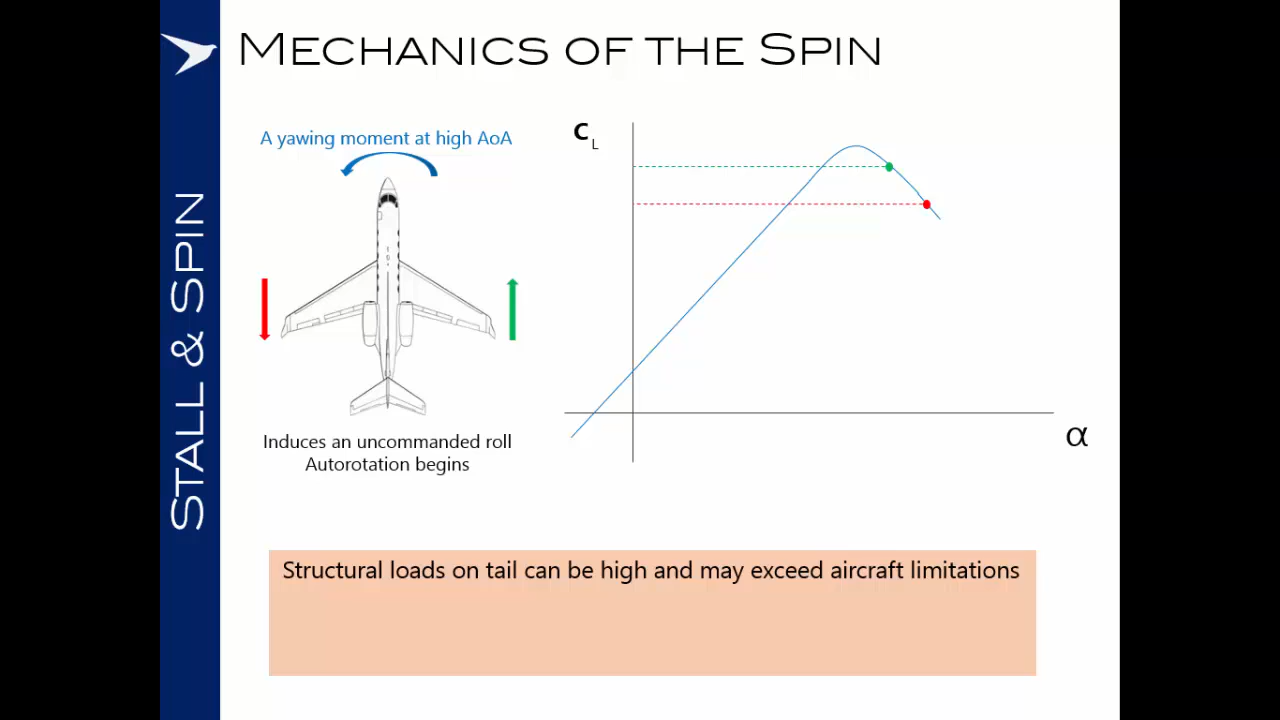 MECHANICS OF THE SPIN
STALL & SPIN
A yawing moment at high AoA
Induces an uncommanded roll
Autorotation begins
CL
α
Structural loads on tail can be high and may exceed aircraft limitations